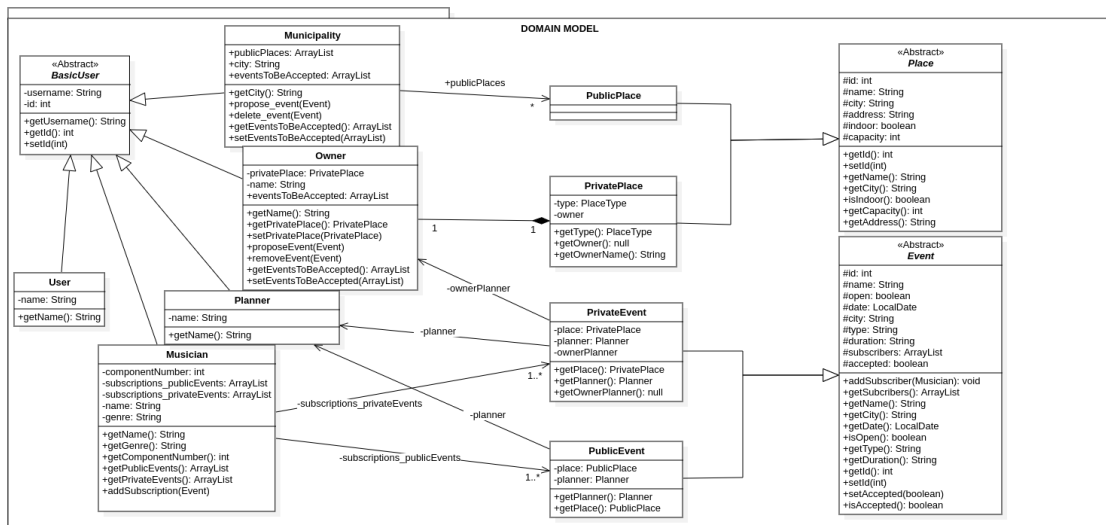 DOMAIN MODEL
«Abstract»
BasicUser
-username: String
-id: int
+getUsername(): String
+getId(): int
+setId(int)
Municipality
+publicPlaces: ArrayList
+city: String
+eventsToBeAccepted: ArrayList
+getCity(): String
+propose_event(Event)
+delete_event(Event)
+getEventsToBeAccepted(): ArrayList
+setEventsToBeAccepted(ArrayList)
+publicPlaces
*
PublicPlace
«Abstract»
Place
#id: int
#name: String
#city: String
#address: String
#indoor: boolean
#capacity: int
+getId(): int
+setId(int)
+getName(): String
+getCity(): String
+isIndoor(): boolean
+getCapacity(): int
+getAddress(): String
Owner
-privatePlace: PrivatePlace
-name: String
+eventsToBeAccepted: ArrayList
+getName(): String
+getPrivatePlace(): PrivatePlace
+setPrivatePlace(PrivatePlace)
+proposeEvent(Event)
+removeEvent(Event)
+getEventsToBeAccepted(): ArrayList
+setEventsToBeAccepted(ArrayList)
1
1
PrivatePlace
-type: PlaceType
-owner
+getType(): PlaceType
+getOwner(): null
+getOwnerName(): String
«Abstract»
Event
#id: int
#name: String
#open: boolean
#date: LocalDate
#city: String
#type: String
#duration: String
#subscribers: ArrayList
#accepted: boolean
+addSubscriber(Musician): void
+getSubcribers(): ArrayList
+getName(): String
+getCity(): String
+getDate(): LocalDate
+isOpen(): boolean
+getType(): String
+getDuration(): String
+getId(): int
+setId(int)
+setAccepted(boolean)
+isAccepted(): boolean
User
-name: String
+getName(): String
Planner
-name: String
+getName(): String
-ownerPlanner
-planner
PrivateEvent
-place: PrivatePlace
-planner: Planner
-ownerPlanner
+getPlace(): PrivatePlace
+getPlanner(): Planner
+getOwnerPlanner(): null
Musician
-componentNumber: int
-subscriptions_publicEvents: ArrayList
-subscriptions_privateEvents: ArrayList
-name: String
-genre: String
+getName(): String
+getGenre(): String
+getComponentNumber(): int
+getPublicEvents(): ArrayList
+getPrivateEvents(): ArrayList
+addSubscription(Event)
1..*
-subscriptions_privateEvents
-planner
-subscriptions_publicEvents
1..*
PublicEvent
-place: PublicPlace
-planner: Planner
+getPlanner(): Planner
+getPlace(): PublicPlace